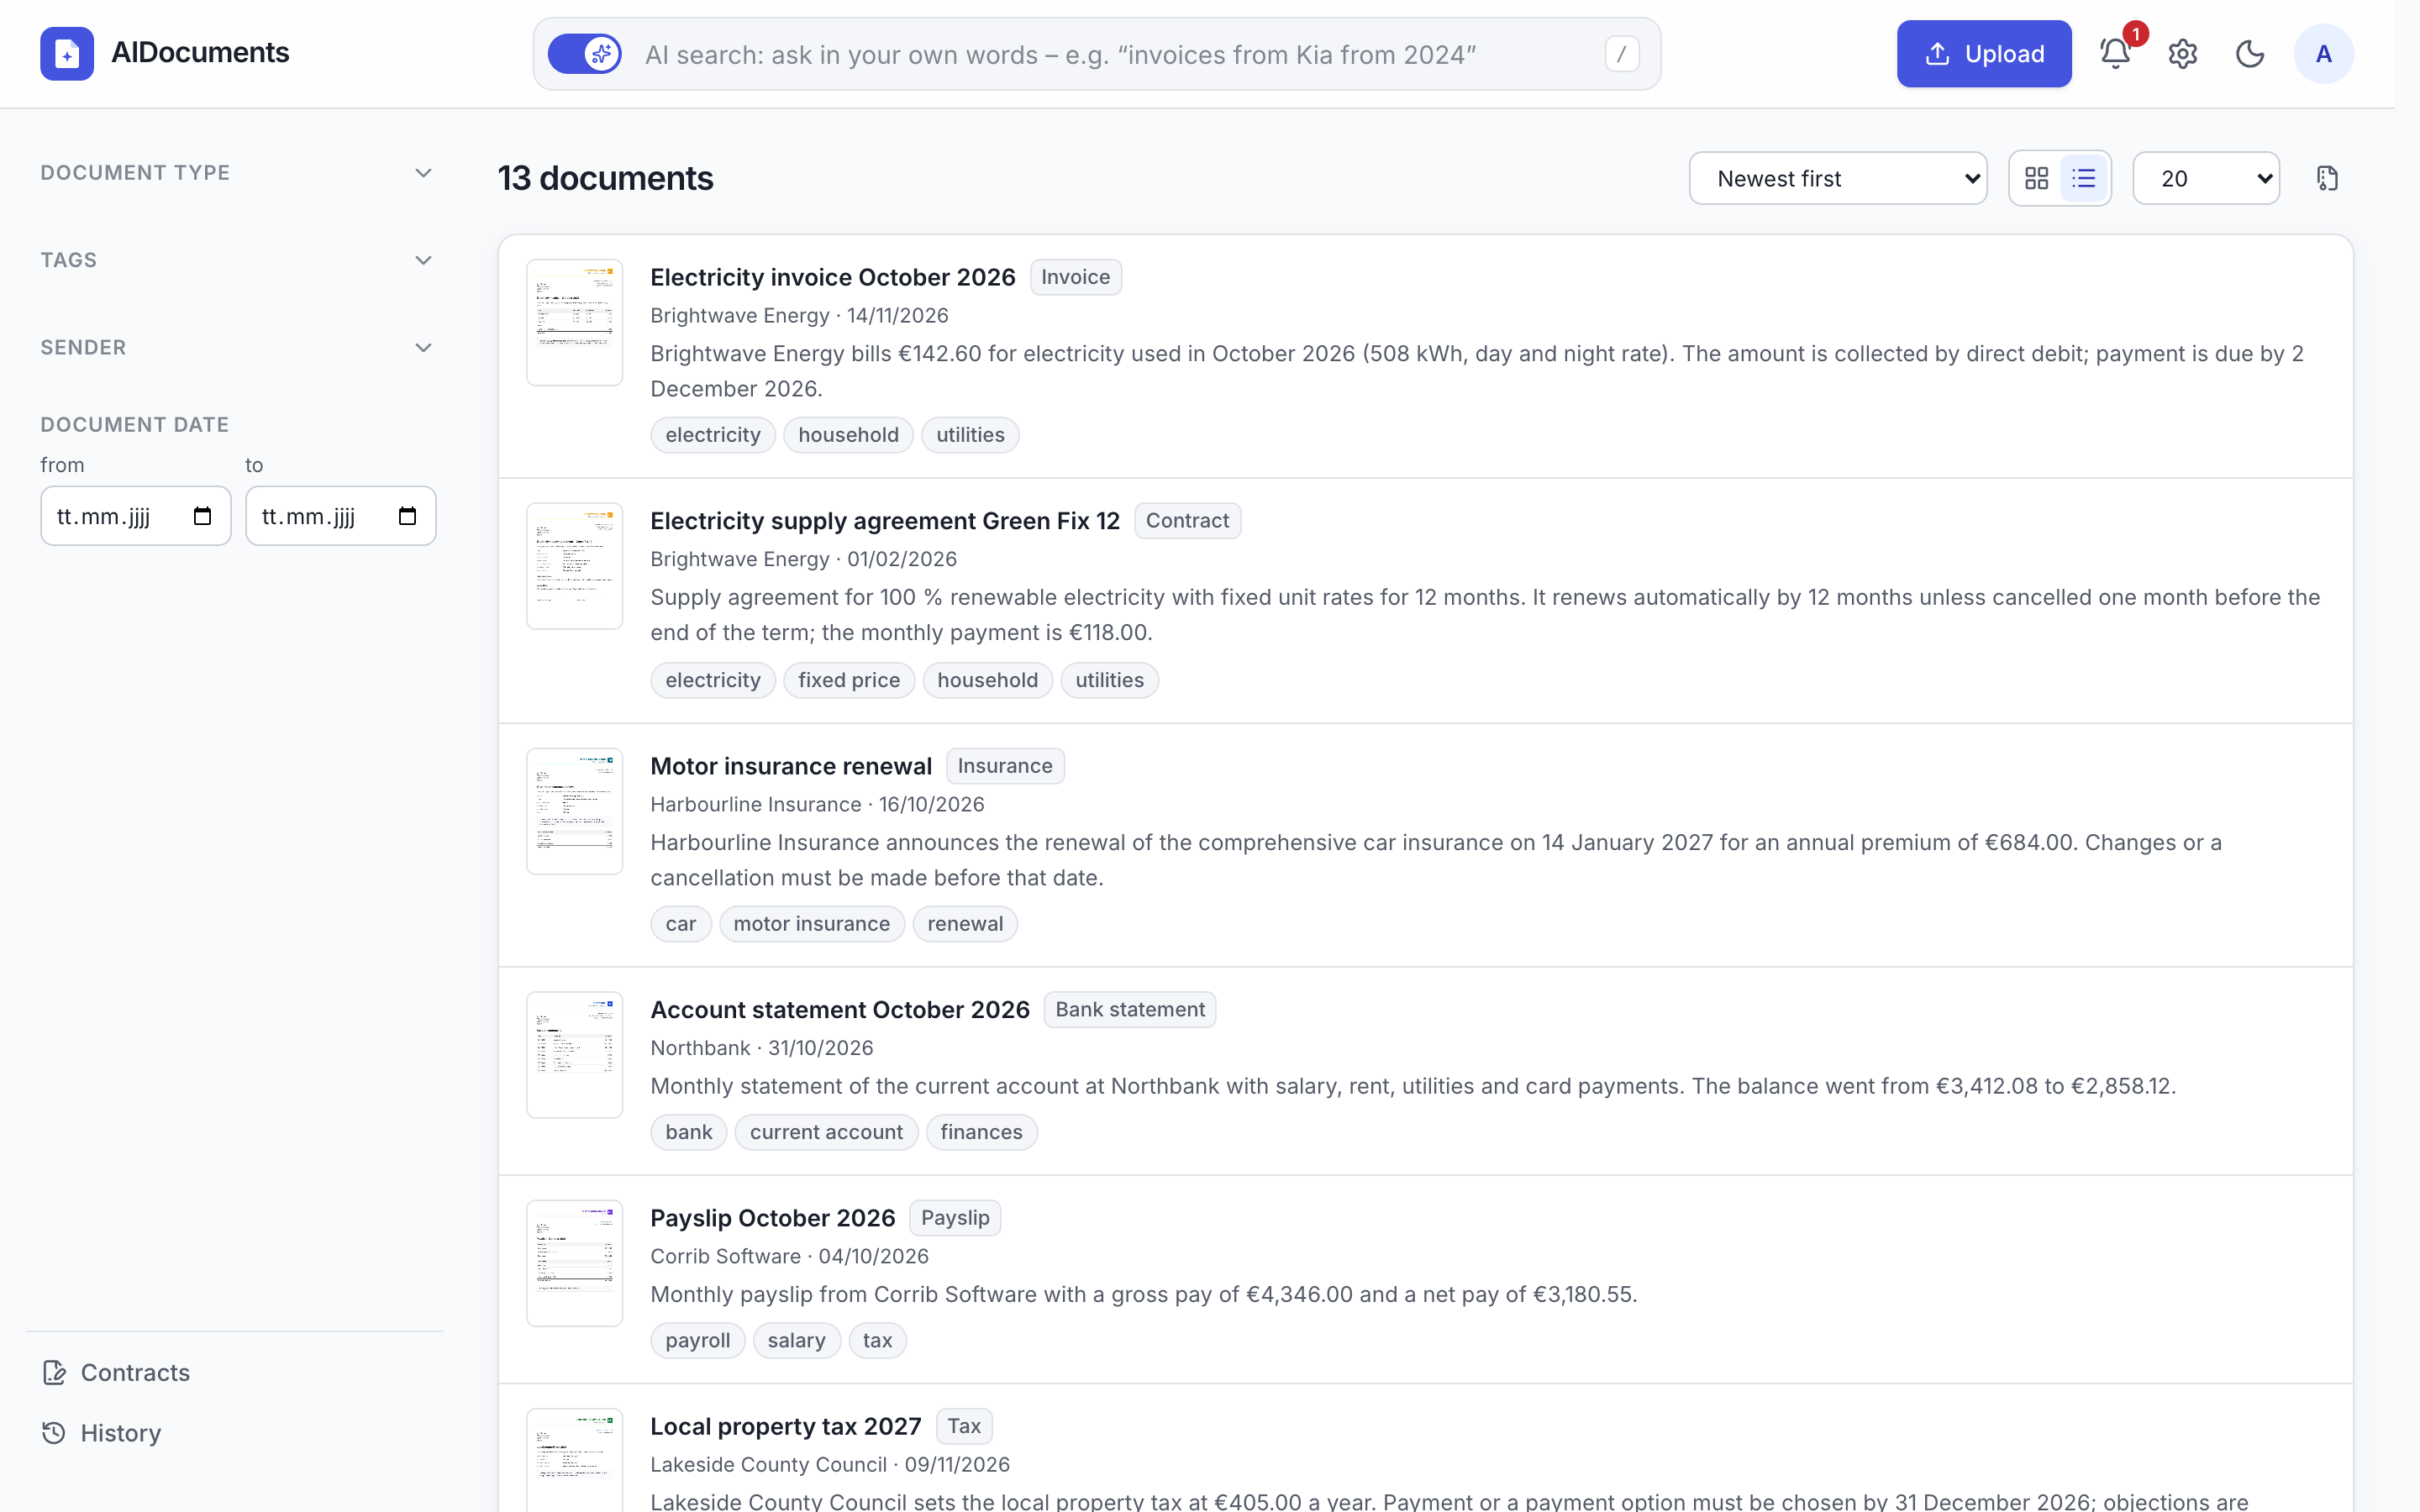 AIDocuments
AI search: ask in your own words – e.g. “invoices from Kia from 2024”
/
Upload
1
A
DOCUMENT TYPE
TAGS
SENDER
DOCUMENT DATE
from
to
tt.mm.jjjj
tt.mm.jjjj
Contracts
History
13 documents
Newest first
20
Electricity invoice October 2026
Invoice
Brightwave Energy · 14/11/2026
Brightwave Energy bills €142.60 for electricity used in October 2026 (508 kWh, day and night rate). The amount is collected by direct debit; payment is due by 2
December 2026.
electricity
household
utilities
Electricity supply agreement Green Fix 12
Contract
Brightwave Energy · 01/02/2026
Supply agreement for 100 % renewable electricity with fixed unit rates for 12 months. It renews automatically by 12 months unless cancelled one month before the
end of the term; the monthly payment is €118.00.
electricity
fixed price
household
utilities
Motor insurance renewal
Insurance
Harbourline Insurance · 16/10/2026
Harbourline Insurance announces the renewal of the comprehensive car insurance on 14 January 2027 for an annual premium of €684.00. Changes or a
cancellation must be made before that date.
car
motor insurance
renewal
Account statement October 2026
Bank statement
Northbank · 31/10/2026
Monthly statement of the current account at Northbank with salary, rent, utilities and card payments. The balance went from €3,412.08 to €2,858.12.
bank
current account
finances
Payslip October 2026
Payslip
Corrib Software · 04/10/2026
Monthly payslip from Corrib Software with a gross pay of €4,346.00 and a net pay of €3,180.55.
payroll
salary
tax
Local property tax 2027
Tax
Lakeside County Council · 09/11/2026
Lakeside County Council sets the local property tax at €405.00 a year. Payment or a payment option must be chosen by 31 December 2026; objections are